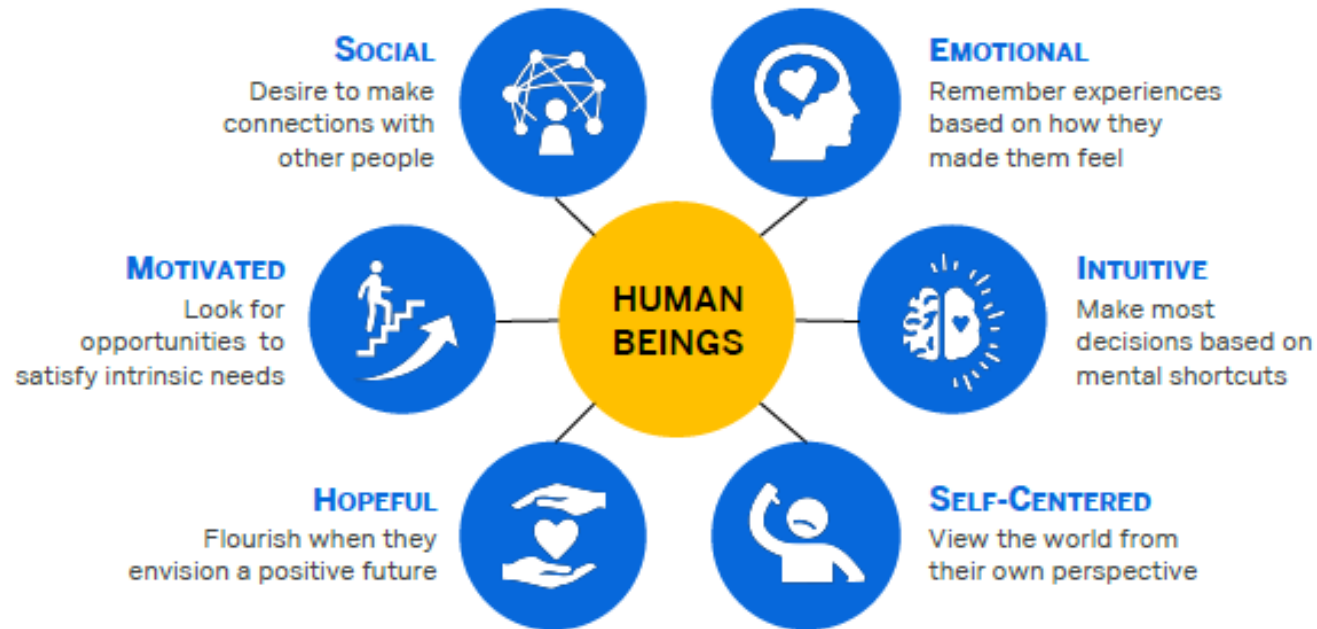 SOCIAL
Desire to make
connections with
other people
EMOTIONAL
Remember experiences
based on how they
made them feel
MOTIVATED
Look for
opportunities to
satisfy intrinsic needs
HUMAN
BEINGS
INTUITIVE
Make most
decisions based on
mental shortcuts
HOPEFUL
Flourish when they
envision a positive future
SELF-CENTERED
View the world from
their own perspective